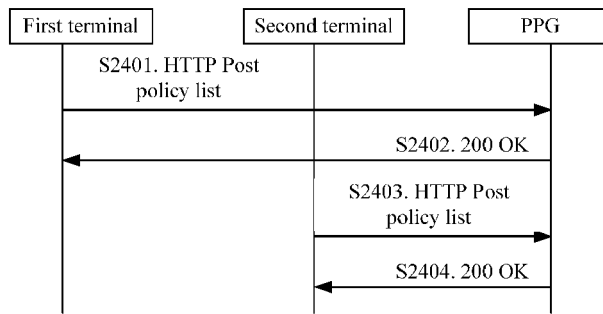 First terminal
Second terminal
PPG
S2401. HTTP Post
policy list
S2402. 200 OK
S2403. HTTP Post
policy list
S2404. 200 OK